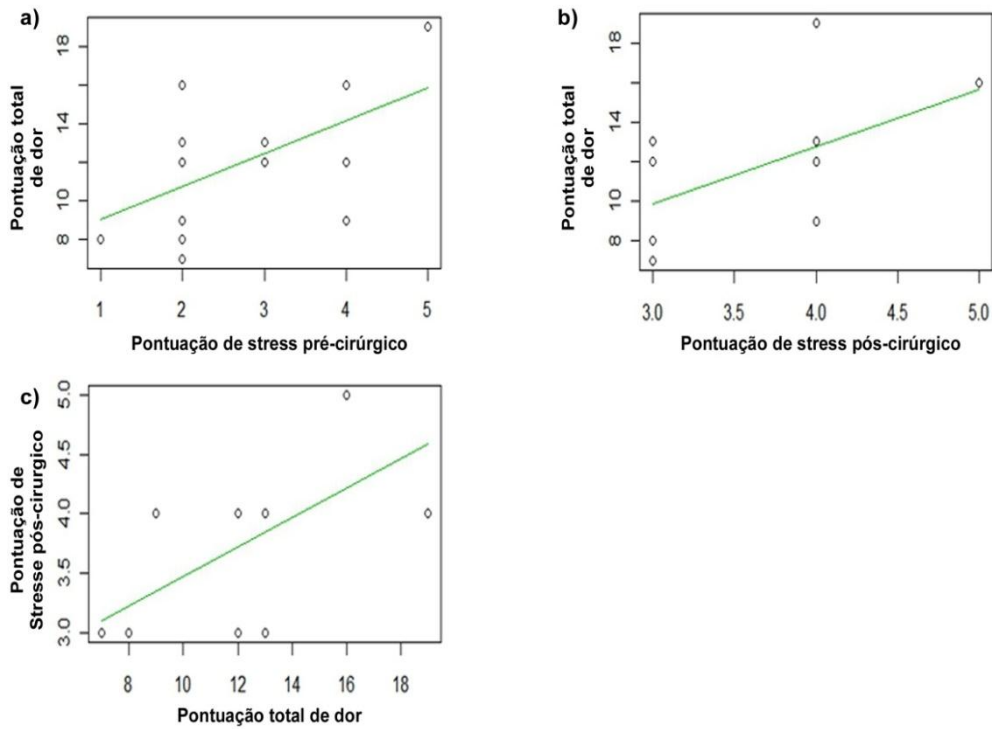 a)
Pontuação total
de dor
18
14
10
8
1 2 3 4 5
Pontuação de stress pré-cirúrgico
b)
Pontuação total
de dor
18
14
10
8
3.0 3.5 4.0 4.5 5.0
Pontuação de stress pós-cirúrgico
c)
Pontuação de
Stresse pós-cirurgico
5.0
4.5
4.0
3.5
3.0
8 10 12 14 16 18
Pontuação total de dor